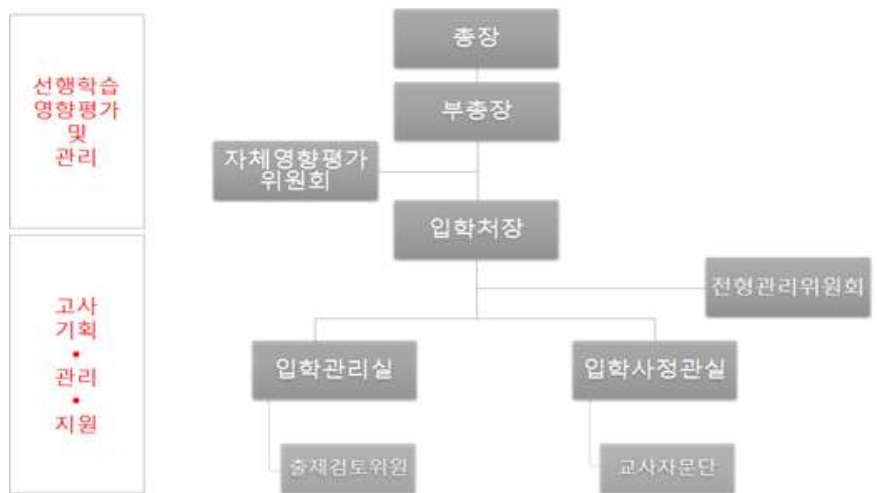 총장
선행학습
영향평가
및
관리
부총장
자체영향평가
위원회
입학처장
전형관리위원회
고사
기획
•
관리
•
지원
입학관리실
입학사정관실
출제검토위원
교사자문단